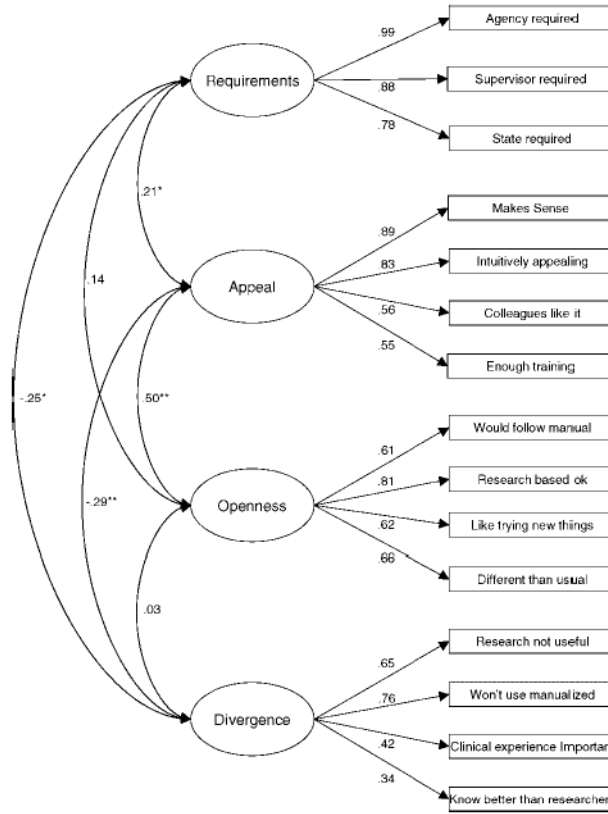 .99
Agency required
Requirements
.88
Supervisor required
.78
State required
.21*
.89
Makes Sense
.83
Intuitively appealing
.14
Appeal
.56
Colleagues like it
.55
Enough training
-.25*
.50**
.61
Would follow manual
.81
Research based ok
-.29**
Openness
.62
Like trying new things
.66
Different than usual
.03
.65
Research not useful
.76
Won't use manualized
Divergence
.42
Clinical experience Importan
.34
Know better than researcher